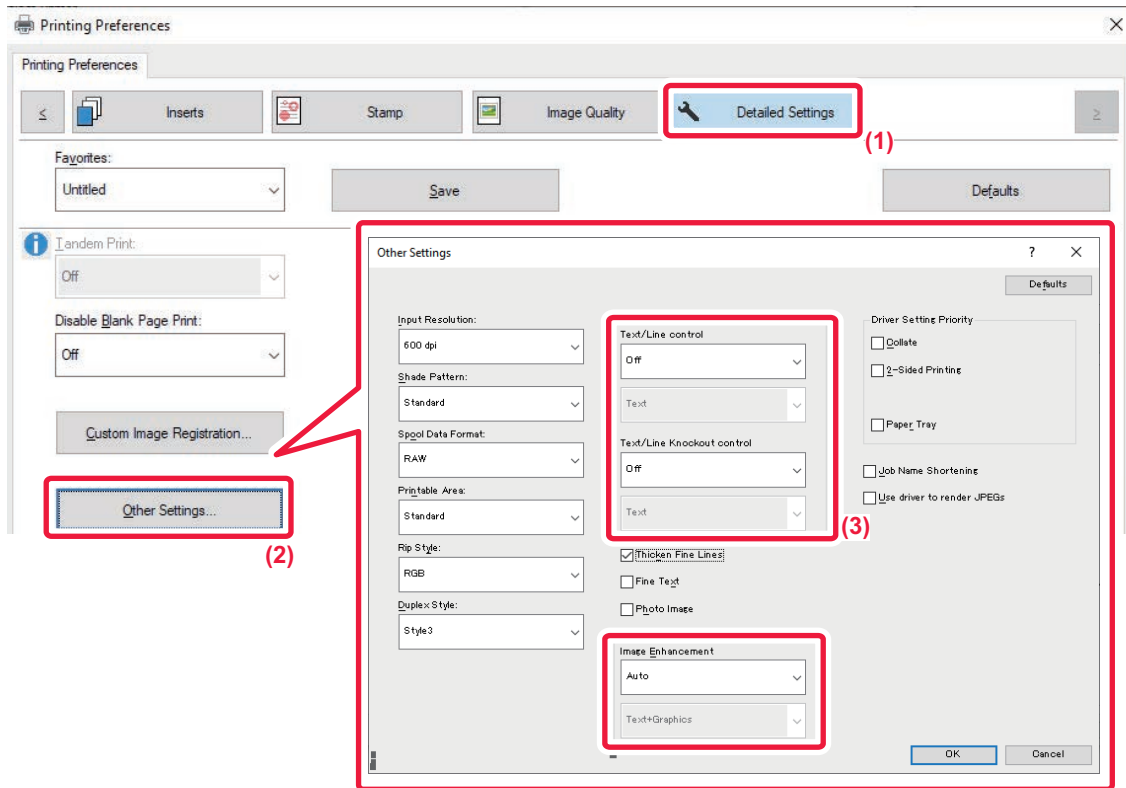 Printing Preferences
Printing Preferences
< Inserts Stamp Image Quality Detailed Settings >
(1)
Favorites:
Untitled Save Defaults
Tandem Print:
Off
Disable Blank Page Print:
Off
Custom Image Registration...
Other Settings...
(2)
Other Settings ?
Defaults
Input Resolution:
600 dpi
Shade Pattern:
Standard
Spool Data Format:
RAW
Printable Area:
Standard
Rip Style:
RGB
Duplex Style:
Style3
Text/Line control
Off
Text
Text/Line Knockout control
Off
Text
(3)
Thicken Fine Lines
Fine Text
Photo Image
Image Enhancement
Auto
Text+Graphics
Driver Setting Priority
Collate
2-Sided Printing
Paper Tray
Job Name Shortening
Use driver to render JPEGs
OK Cancel